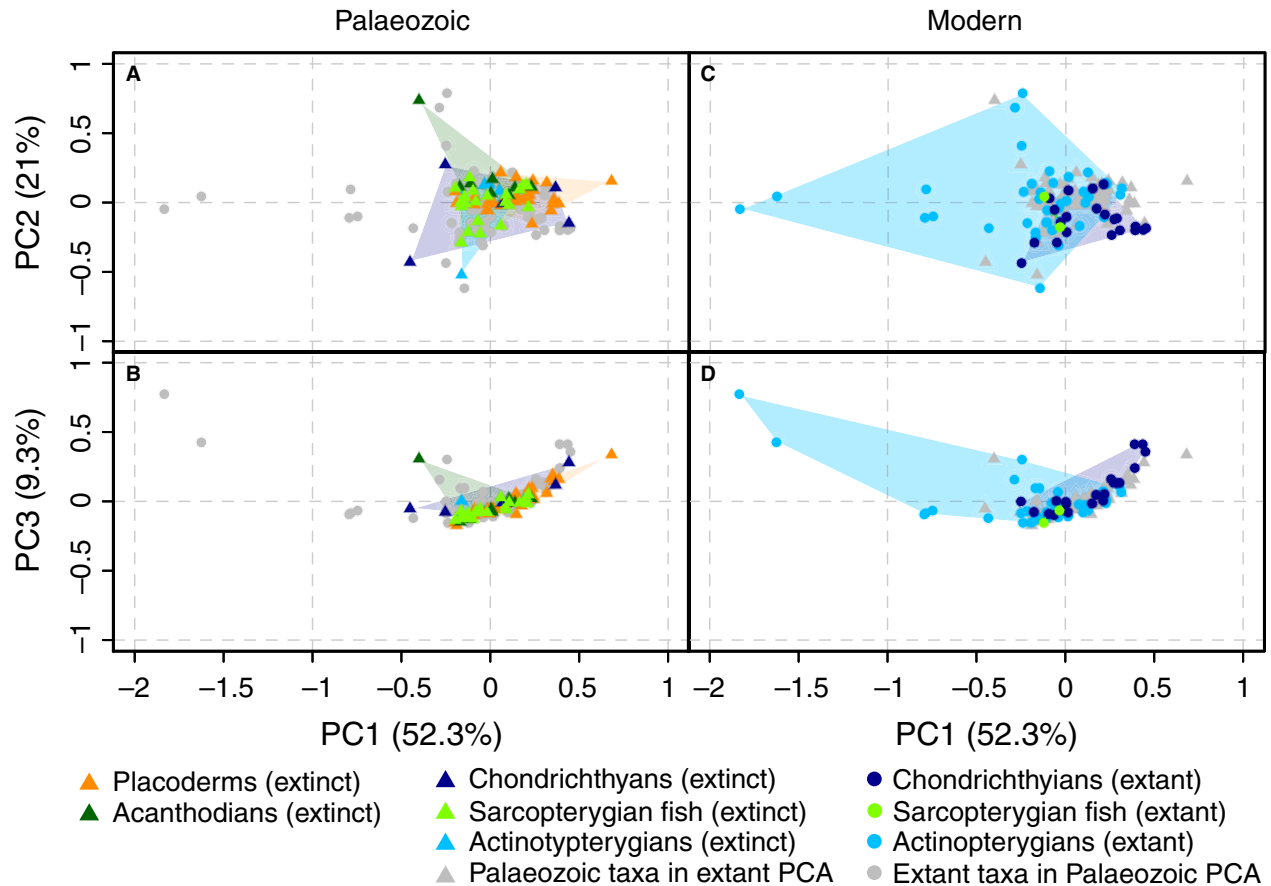 Palaeozoic
Modern
A
C
PC2 (21%)
1
0.5
0
−0.5
−1
B
D
PC3 (9.3%)
1
0.5
0
−0.5
−1
−2 −1.5 −1 −0.5 0 0.5 1
−2 −1.5 −1 −0.5 0 0.5 1
PC1 (52.3%)
PC1 (52.3%)
Placoderms (extinct)
Acanthodians (extinct)
Chondrichthyans (extinct)
Sarcopterygian fish (extinct)
Actinotypterygians (extinct)
Palaeozoic taxa in extant PCA
Chondrichthyians (extant)
Sarcopterygian fish (extant)
Actinopterygians (extant)
Extant taxa in Palaeozoic PCA